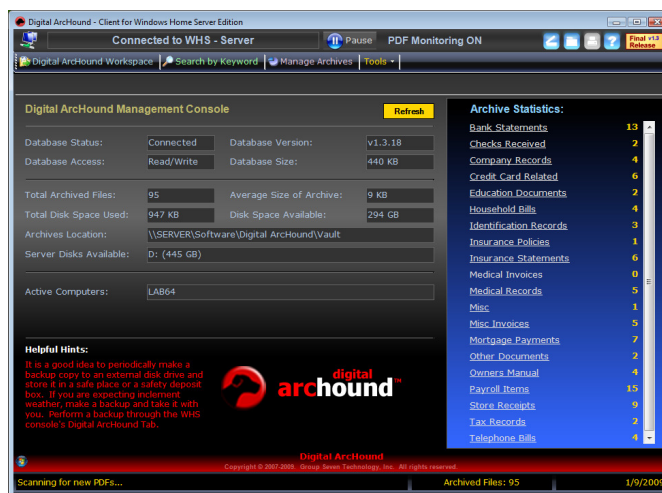 Digital ArcHound - Client for Windows Home Server Edition
Connected to WHS - Server
Pause
PDF Monitoring ON
Final v1.3
Release
Digital ArcHound Workspace
Search by Keyword
Manage Archives
Tools
Digital ArcHound Management Console
Refresh
Database Status: Connected Database Version: v1.3.18
Database Access: Read/Write Database Size: 440 KB
Total Archived Files: 95 Average Size of Archive: 9 KB
Total Disk Space Used: 947 KB Disk Space Available: 294 GB
Archives Location: \\SERVER\Software\Digital ArcHound\Vault
Server Disks Available: D: (445 GB)
Active Computers: LAB64
Helpful Hints:
It is a good idea to periodically make a
backup copy to an external disk drive and
store it in a safe place or a safety deposit
box. If you are expecting inclement
weather, make a backup and take it with
you. Perform a backup through the WHS
console's Digital ArcHound Tab.
digital
archound™
Archive Statistics:
Bank Statements 13
Checks Received 2
Company Records 4
Credit Card Related 6
Education Documents 2
Household Bills 4
Identification Records 3
Insurance Policies 1
Insurance Statements 6
Medical Invoices 0
Medical Records 5
Misc 1
Misc Invoices 5
Mortgage Payments 7
Other Documents 2
Owners Manual 4
Payroll Items 15
Store Receipts 9
Tax Records 2
Telephone Bills 4
Digital ArcHound
Copyright © 2007-2009. Group Seven Technology, Inc. All rights reserved.
Scanning for new PDFs...
Archived Files: 95
1/9/2009